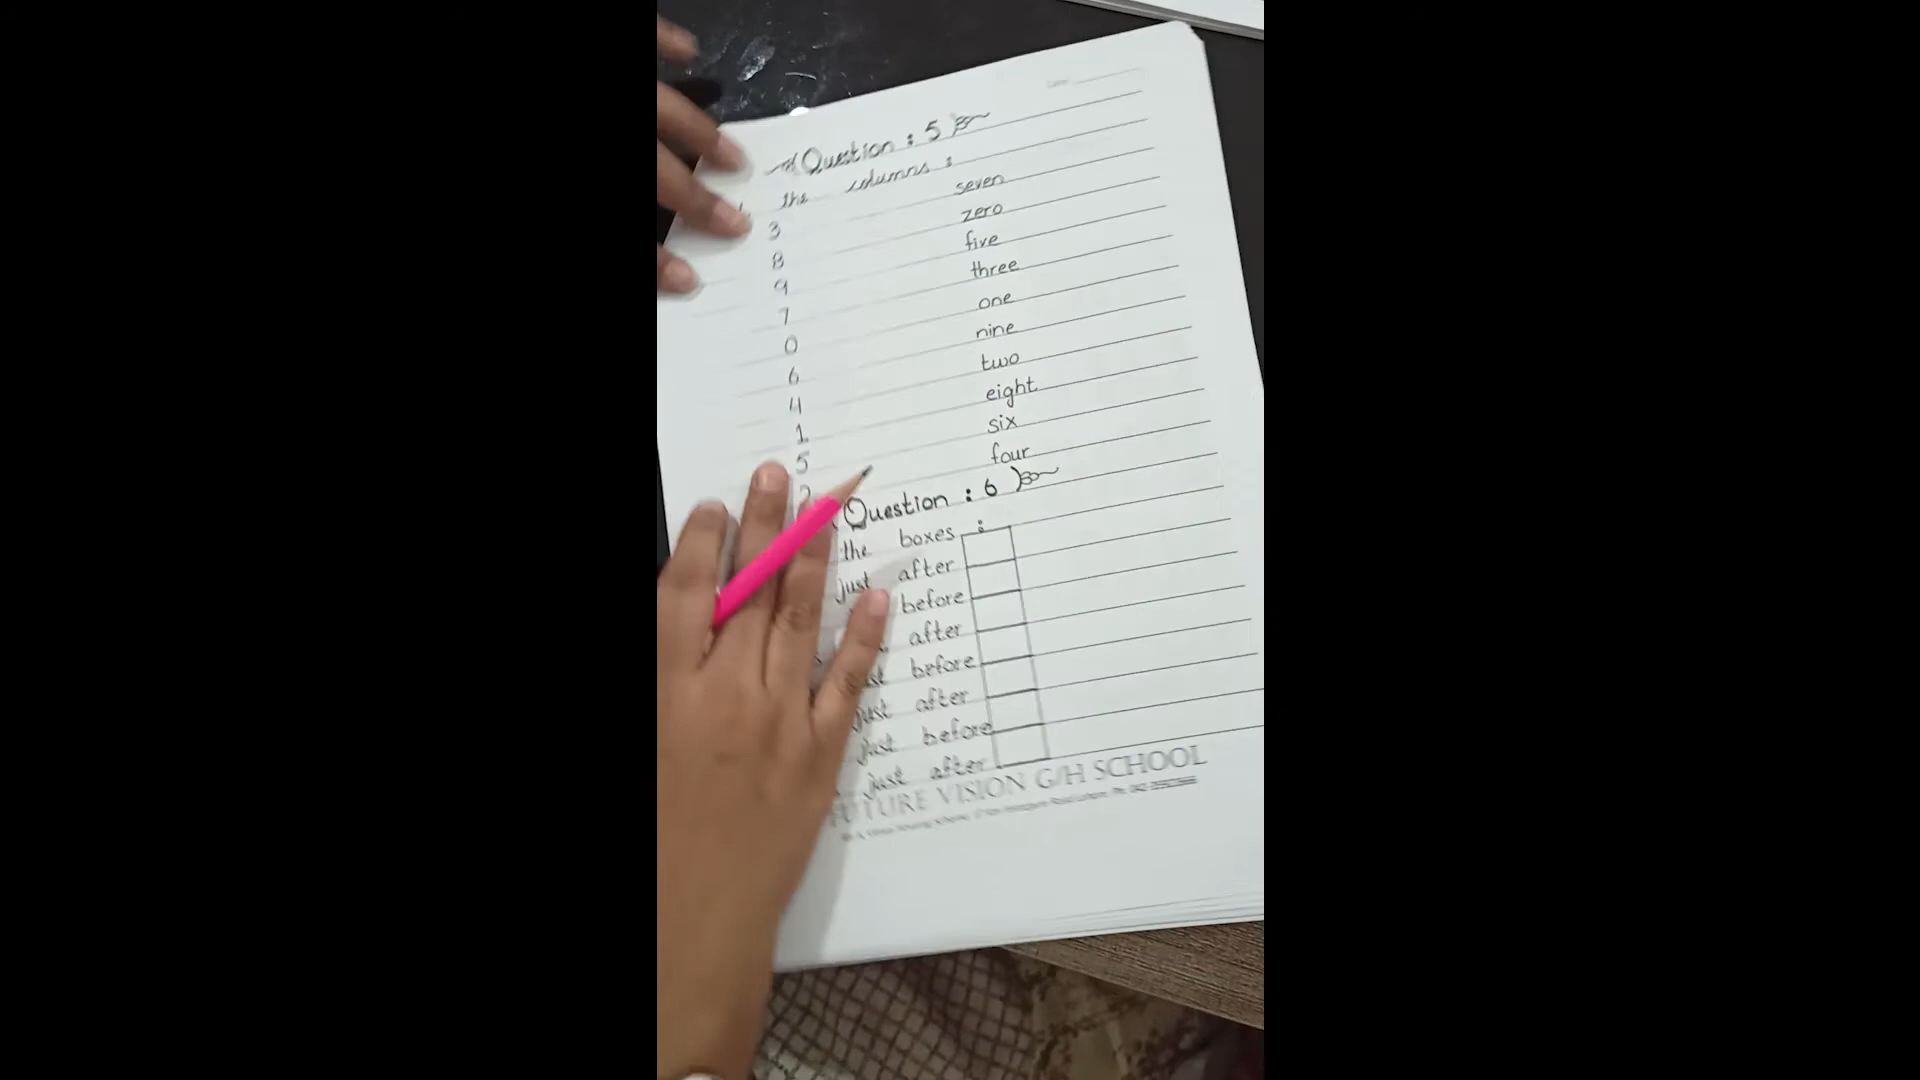 Date:
Question : 5
the columns :
3 seven
8 zero
9 five
7 three
0 one
6 nine
4 two
1 eight
5 six
four
Question : 6
the boxes :
just after
before
after
before
just after
just before
just after
FUTURE VISION G/H SCHOOL